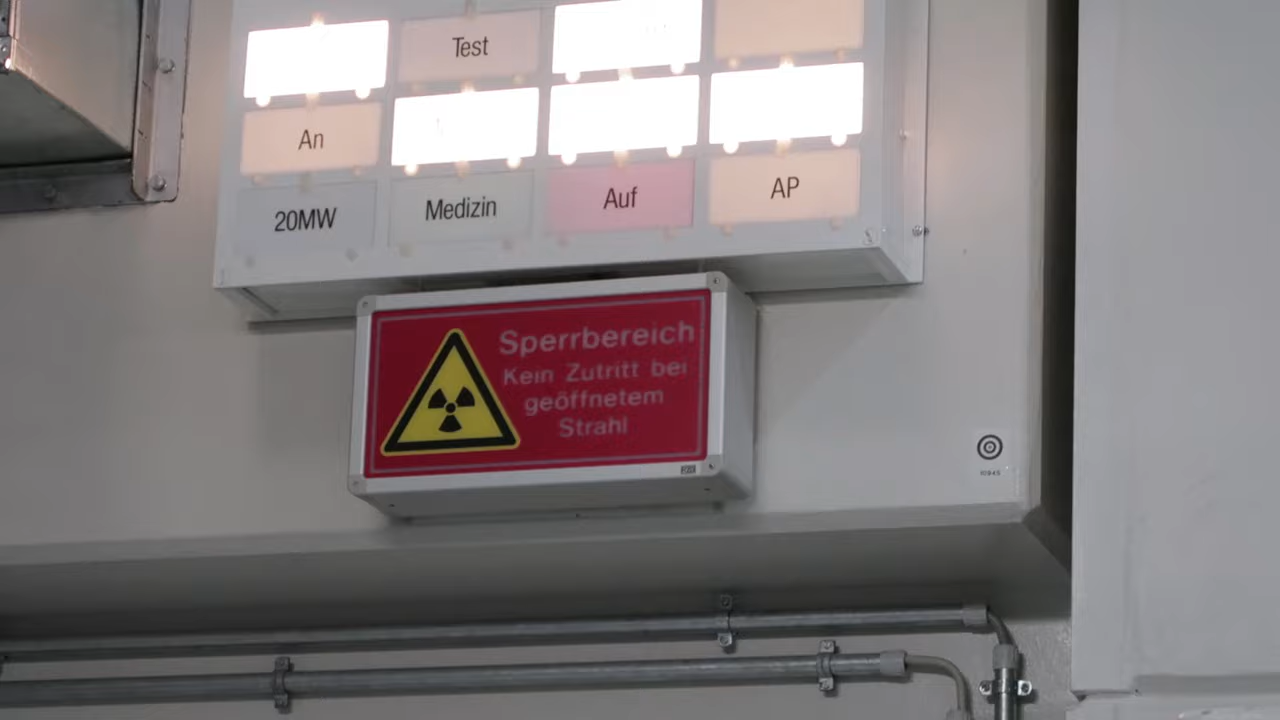 Test
An
20MW
Medizin
Auf
AP
Sperrbereich
Kein Zutritt bei
geöffnetem
Strahl